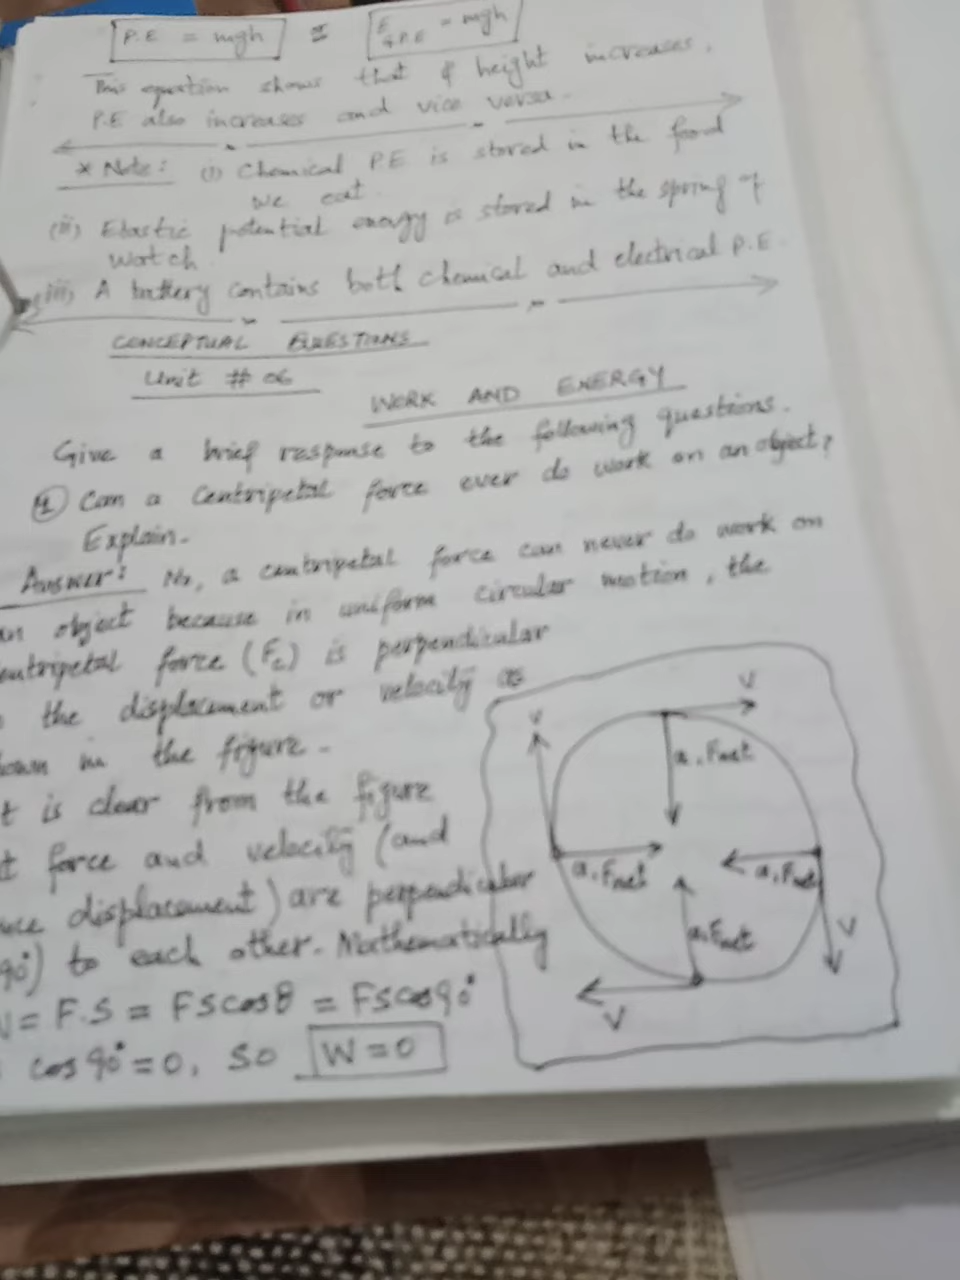 P.E = mgh or E G.P.E = mgh
This equation shows that if height increases,
P.E also increases and vice versa.
* Note: (i) Chemical P.E is stored in the food
we eat.
(ii) Elastic potential energy is stored in the spring of
watch.
(iii) A battery contains both chemical and electrical P.E.
CONCEPTUAL QUESTIONS
Unit # 06
WORK AND ENERGY
Give a brief response to the following questions.
1 Can a Centripetal force ever do work on an object?
Explain.
Answer: No, a centripetal force can never do work on
an object because in uniform circular motion, the
entripetal force (Fc) is perpendicular
the displacement or velocity as
hown in the figure.
t is clear from the figure
t force and velocity (and
nce displacement) are perpendicular
90°) to each other. Mathematically
W = F.S = FScosθ = FScos90°
cos90° = 0, so W = 0
V
V
a, Fnet
a, Fnet
a, Fnet
a, Fnet
V
V